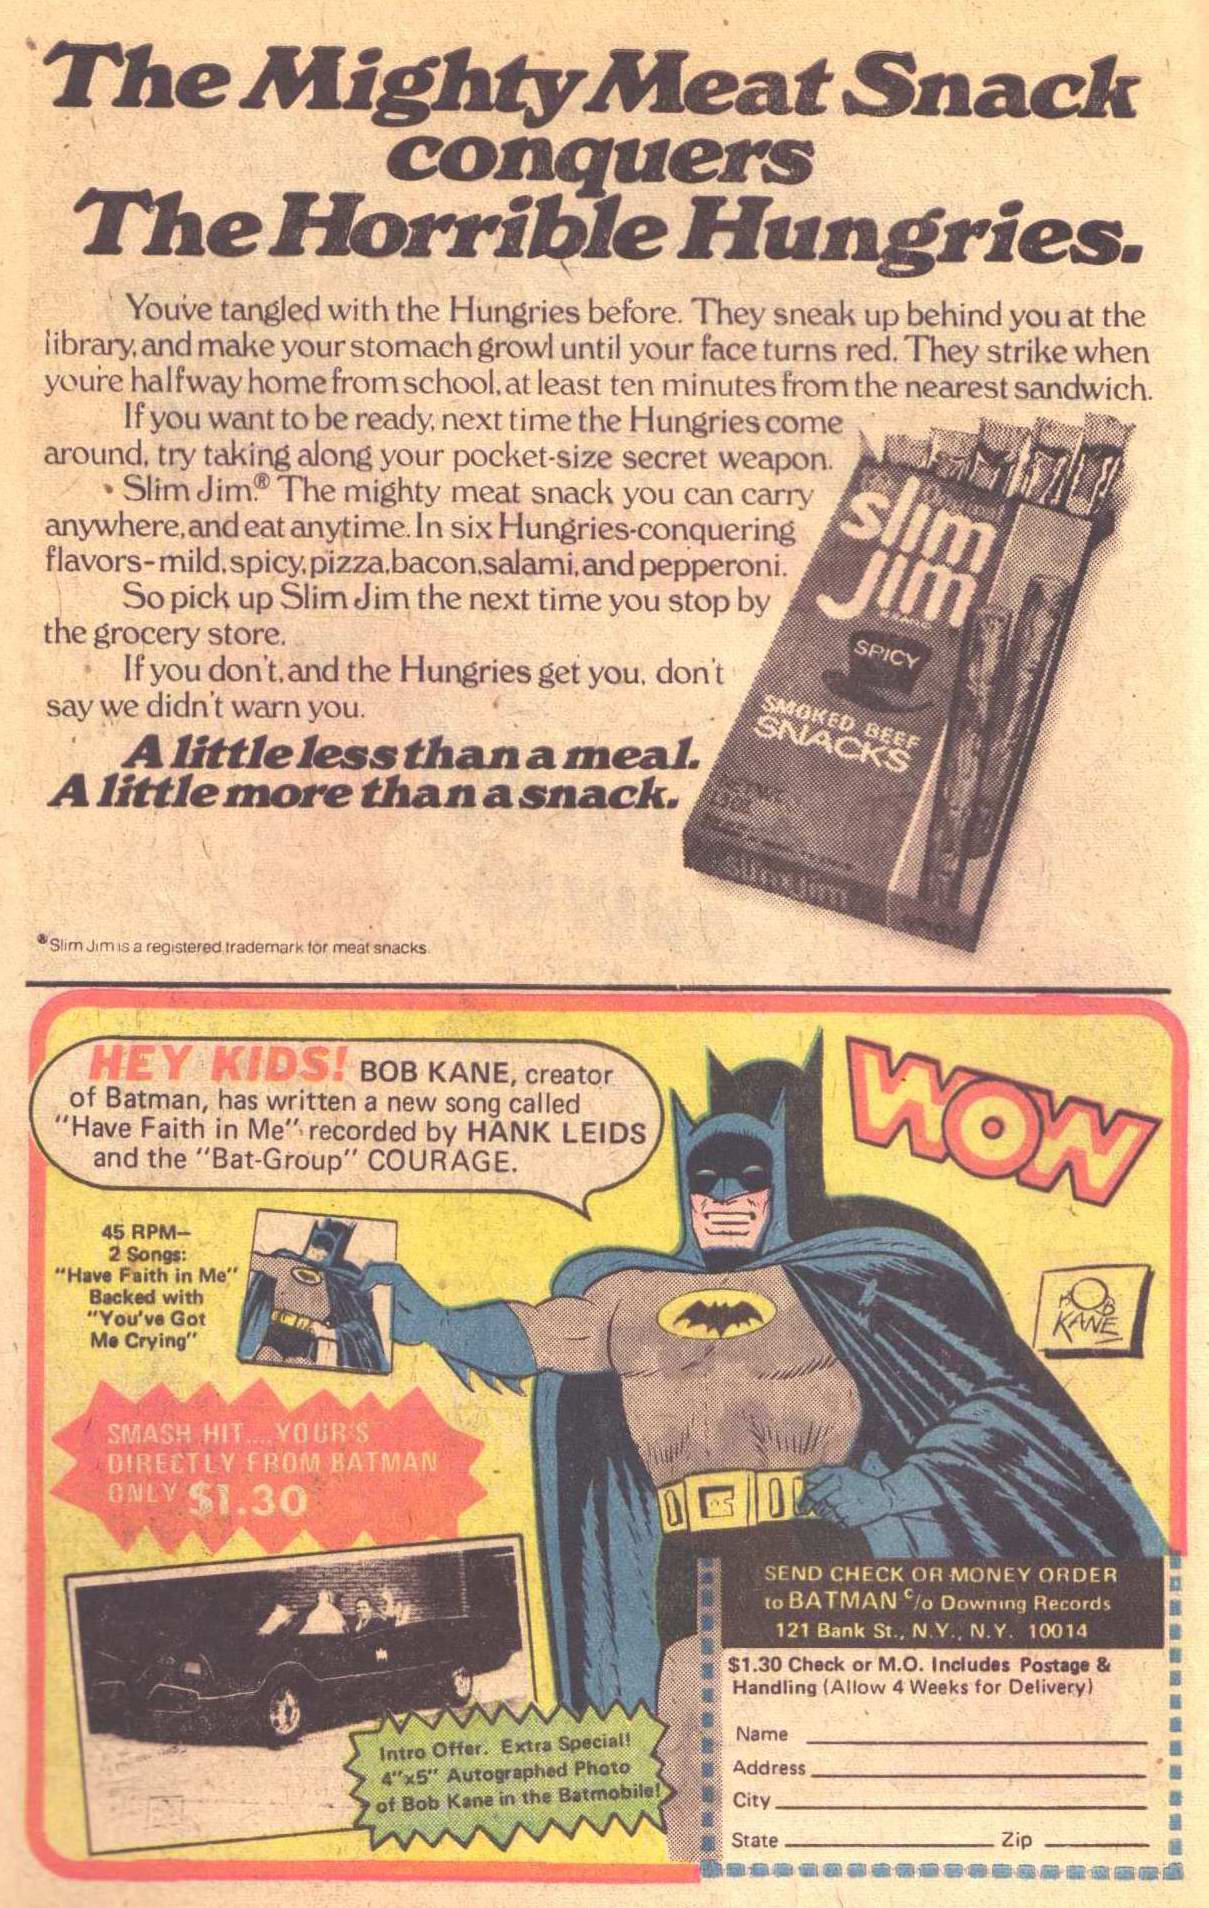 The Mighty Meat Snack
conquers
The Horrible Hungries.
You've tangled with the Hungries before. They sneak up behind you at the
library, and make your stomach growl until your face turns red. They strike when
you're halfway home from school, at least ten minutes from the nearest sandwich.
If you want to be ready, next time the Hungries come
around, try taking along your pocket-size secret weapon.
Slim Jim.® The mighty meat snack you can carry
anywhere, and eat anytime. In six Hungries-conquering
flavors-mild, spicy, pizza, bacon, salami, and pepperoni.
So pick up Slim Jim the next time you stop by
the grocery store.
If you don't, and the Hungries get you, don't
say we didn't warn you.
A little less than a meal.
A little more than a snack.
slim
jim
SPICY
SMOKED BEEF
SNACKS
slim jim
®Slim Jim is a registered trademark for meat snacks.
HEY KIDS! BOB KANE, creator
of Batman, has written a new song called
"Have Faith in Me" recorded by HANK LEIDS
and the "Bat-Group" COURAGE.
WOW
45 RPM—
2 Songs:
"Have Faith in Me"
Backed with
"You've Got
Me Crying"
BOB
KANE
SMASH HIT....YOUR'S
DIRECTLY FROM BATMAN
ONLY $1.30
Intro Offer. Extra Special!
4"x5" Autographed Photo
of Bob Kane in the Batmobile!
SEND CHECK OR MONEY ORDER
to BATMAN c/o Downing Records
121 Bank St., N.Y., N.Y. 10014
$1.30 Check or M.O. Includes Postage &
Handling (Allow 4 Weeks for Delivery)
Name
Address
City
State Zip